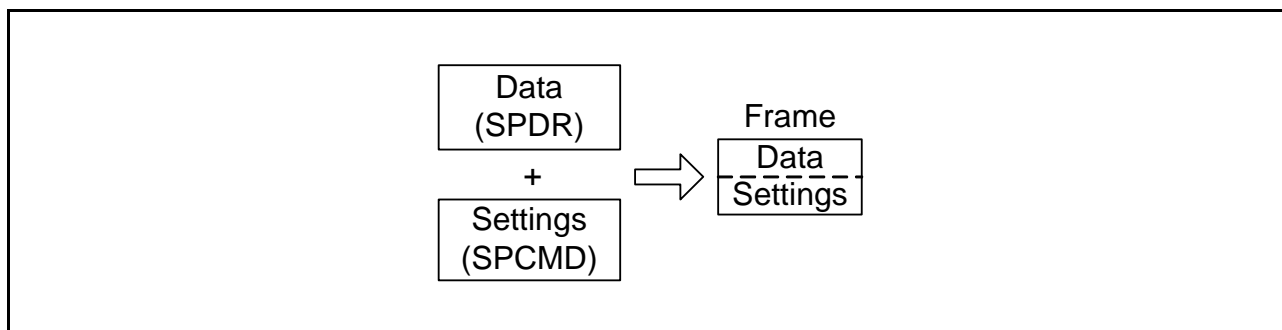 Data
(SPDR)
+
Settings
(SPCMD)
Frame
Data
Settings